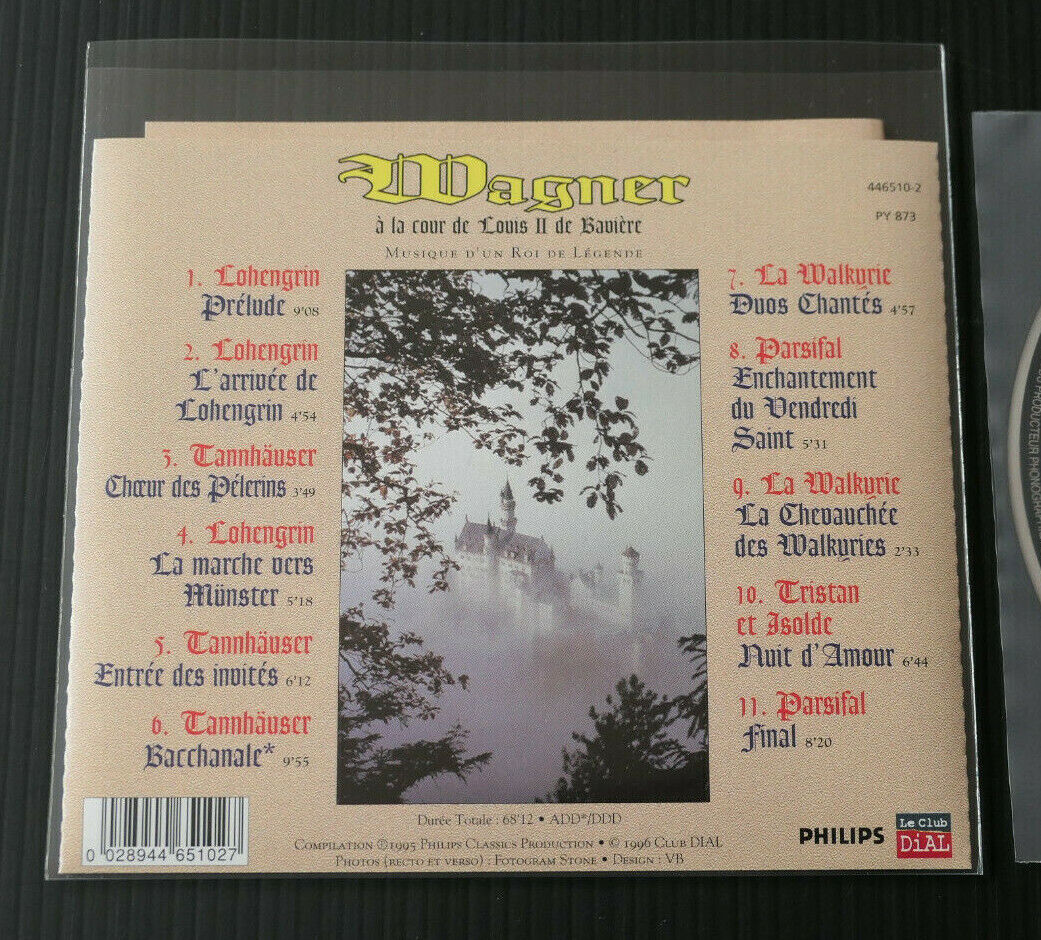 Wagner
à la cour de Louis II de Bavière
Musique d'un Roi de Légende
446510-2
PY 873
1. Lohengrin
Prélude 9'08
2. Lohengrin
L'arrivée de
Lohengrin 4'54
3. Tannhäuser
Chœur des Pélerins 3'49
4. Lohengrin
La marche vers
Münster 5'18
5. Tannhäuser
Entrée des invités 6'12
6. Tannhäuser
Bacchanale* 9'55
7. La Walkyrie
Duos Chantés 4'57
8. Parsifal
Enchantement
du Vendredi
Saint 5'31
9. La Walkyrie
La Chevauchée
des Walkyries 2'33
10. Tristan
et Isolde
Nuit d'Amour 6'44
11. Parsifal
Final 8'20
0 028944 651027
Durée Totale : 68'12 • ADD*/DDD
Compilation ℗1995 Philips Classics Production • © 1996 Club DIAL
Photos (recto et verso) : Fotogram Stone • Design : VB
PHILIPS
Le Club
DiAL
PRODUCTEUR